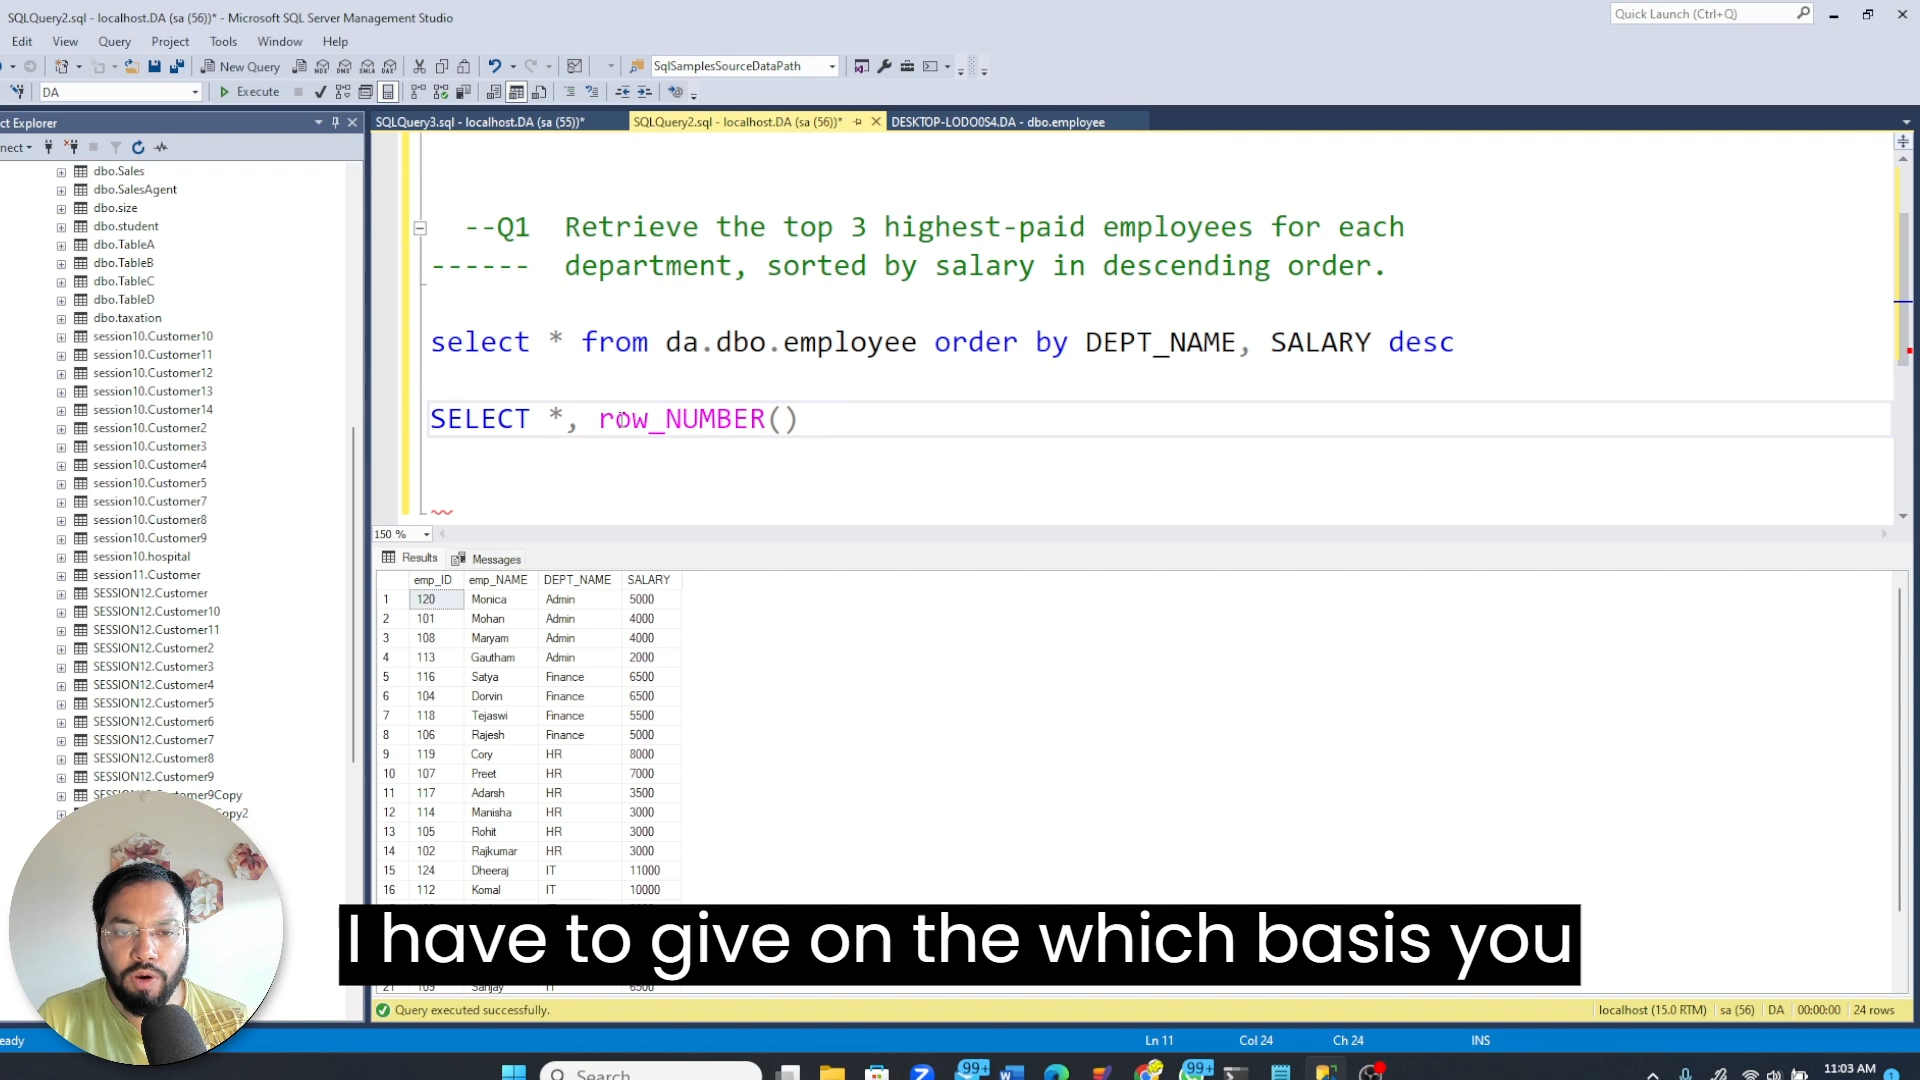 SQLQuery2.sql - localhost.DA (sa (56))* - Microsoft SQL Server Management Studio
Quick Launch (Ctrl+Q)
Edit View Query Project Tools Window Help
New Query SqlSamplesSourceDataPath
DA Execute
ct Explorer
nect
SQLQuery3.sql - localhost.DA (sa (55))* SQLQuery2.sql - localhost.DA (sa (56))* DESKTOP-LODO0S4.DA - dbo.employee
dbo.Sales
dbo.SalesAgent
dbo.size
dbo.student
dbo.TableA
dbo.TableB
dbo.TableC
dbo.TableD
dbo.taxation
session10.Customer10
session10.Customer11
session10.Customer12
session10.Customer13
session10.Customer14
session10.Customer2
session10.Customer3
session10.Customer4
session10.Customer5
session10.Customer7
session10.Customer8
session10.Customer9
session10.hospital
session11.Customer
SESSION12.Customer
SESSION12.Customer10
SESSION12.Customer11
SESSION12.Customer2
SESSION12.Customer3
SESSION12.Customer4
SESSION12.Customer5
SESSION12.Customer6
SESSION12.Customer7
SESSION12.Customer8
SESSION12.Customer9
--Q1 Retrieve the top 3 highest-paid employees for each
------ department, sorted by salary in descending order.
select * from da.dbo.employee order by DEPT_NAME, SALARY desc
SELECT *, row_NUMBER()
150 %
Results Messages
emp_ID emp_NAME DEPT_NAME SALARY
1 120 Monica Admin 5000
2 101 Mohan Admin 4000
3 108 Maryam Admin 4000
4 113 Gautham Admin 2000
5 116 Satya Finance 6500
6 104 Dorvin Finance 6500
7 118 Tejaswi Finance 5500
8 106 Rajesh Finance 5000
9 119 Cory HR 8000
10 107 Preet HR 7000
11 117 Adarsh HR 3500
12 114 Manisha HR 3000
13 105 Rohit HR 3000
14 102 Rajkumar HR 3000
15 124 Dheeraj IT 11000
16 112 Komal IT 10000
21 109 Sanjay IT 6500
I have to give on the which basis you
Query executed successfully. localhost (15.0 RTM) sa (56) DA 00:00:00 24 rows
eady Ln 11 Col 24 Ch 24 INS
Search 99+ 99+ 11:03 AM